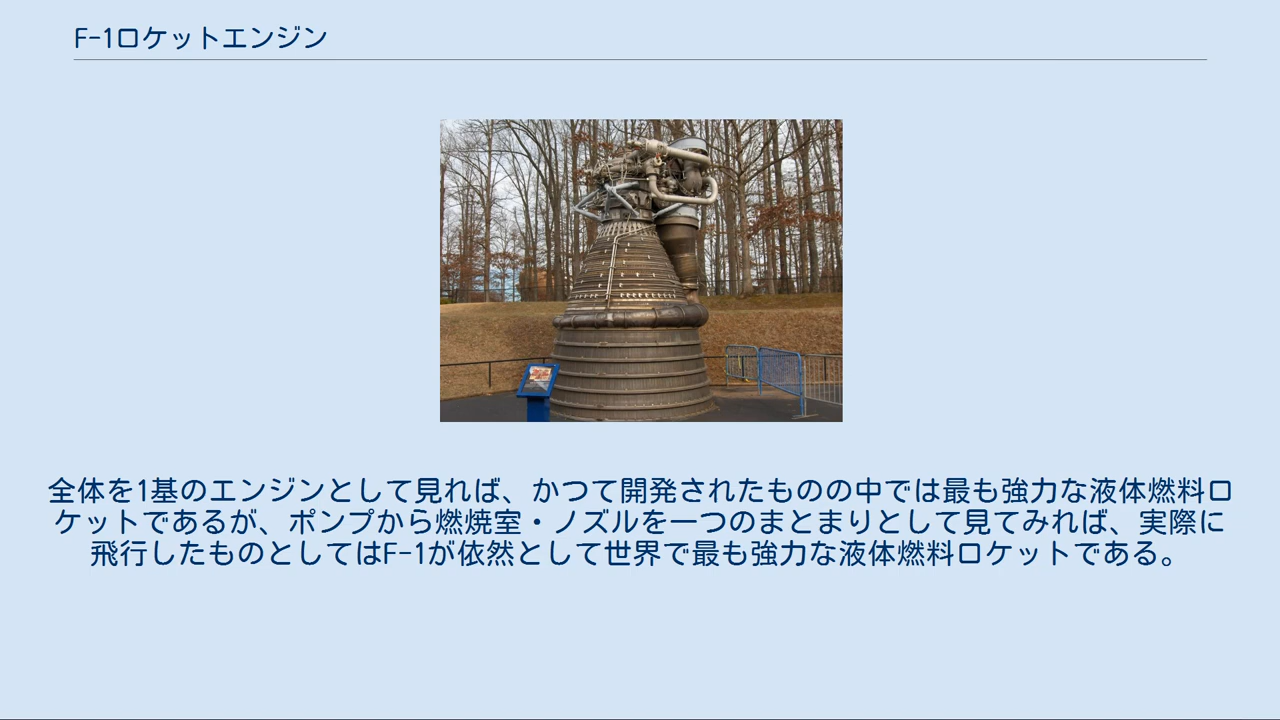 F-1ロケットエンジン
全体を1基のエンジンとして見れば、かつて開発されたものの中では最も強力な液体燃料ロ
ケットであるが、ポンプから燃焼室・ノズルを一つのまとまりとして見てみれば、実際に
飛行したものとしてはF-1が依然として世界で最も強力な液体燃料ロケットである。